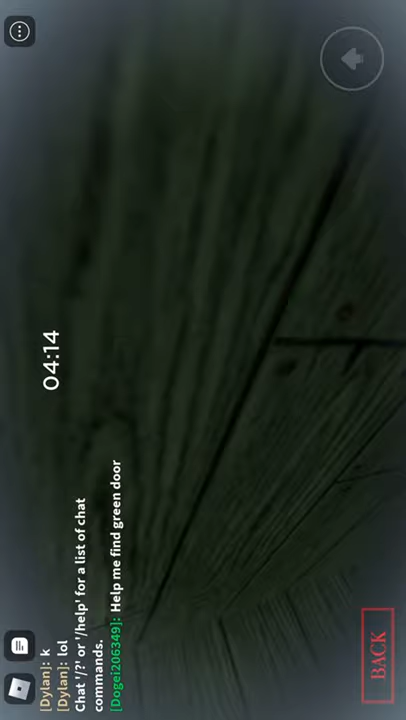 [Dylan]: k
[Dylan]: lol
Chat '/?' or '/help' for a list of chat
commands.
[Dogei206349]: Help me find green door
04:14
BACK